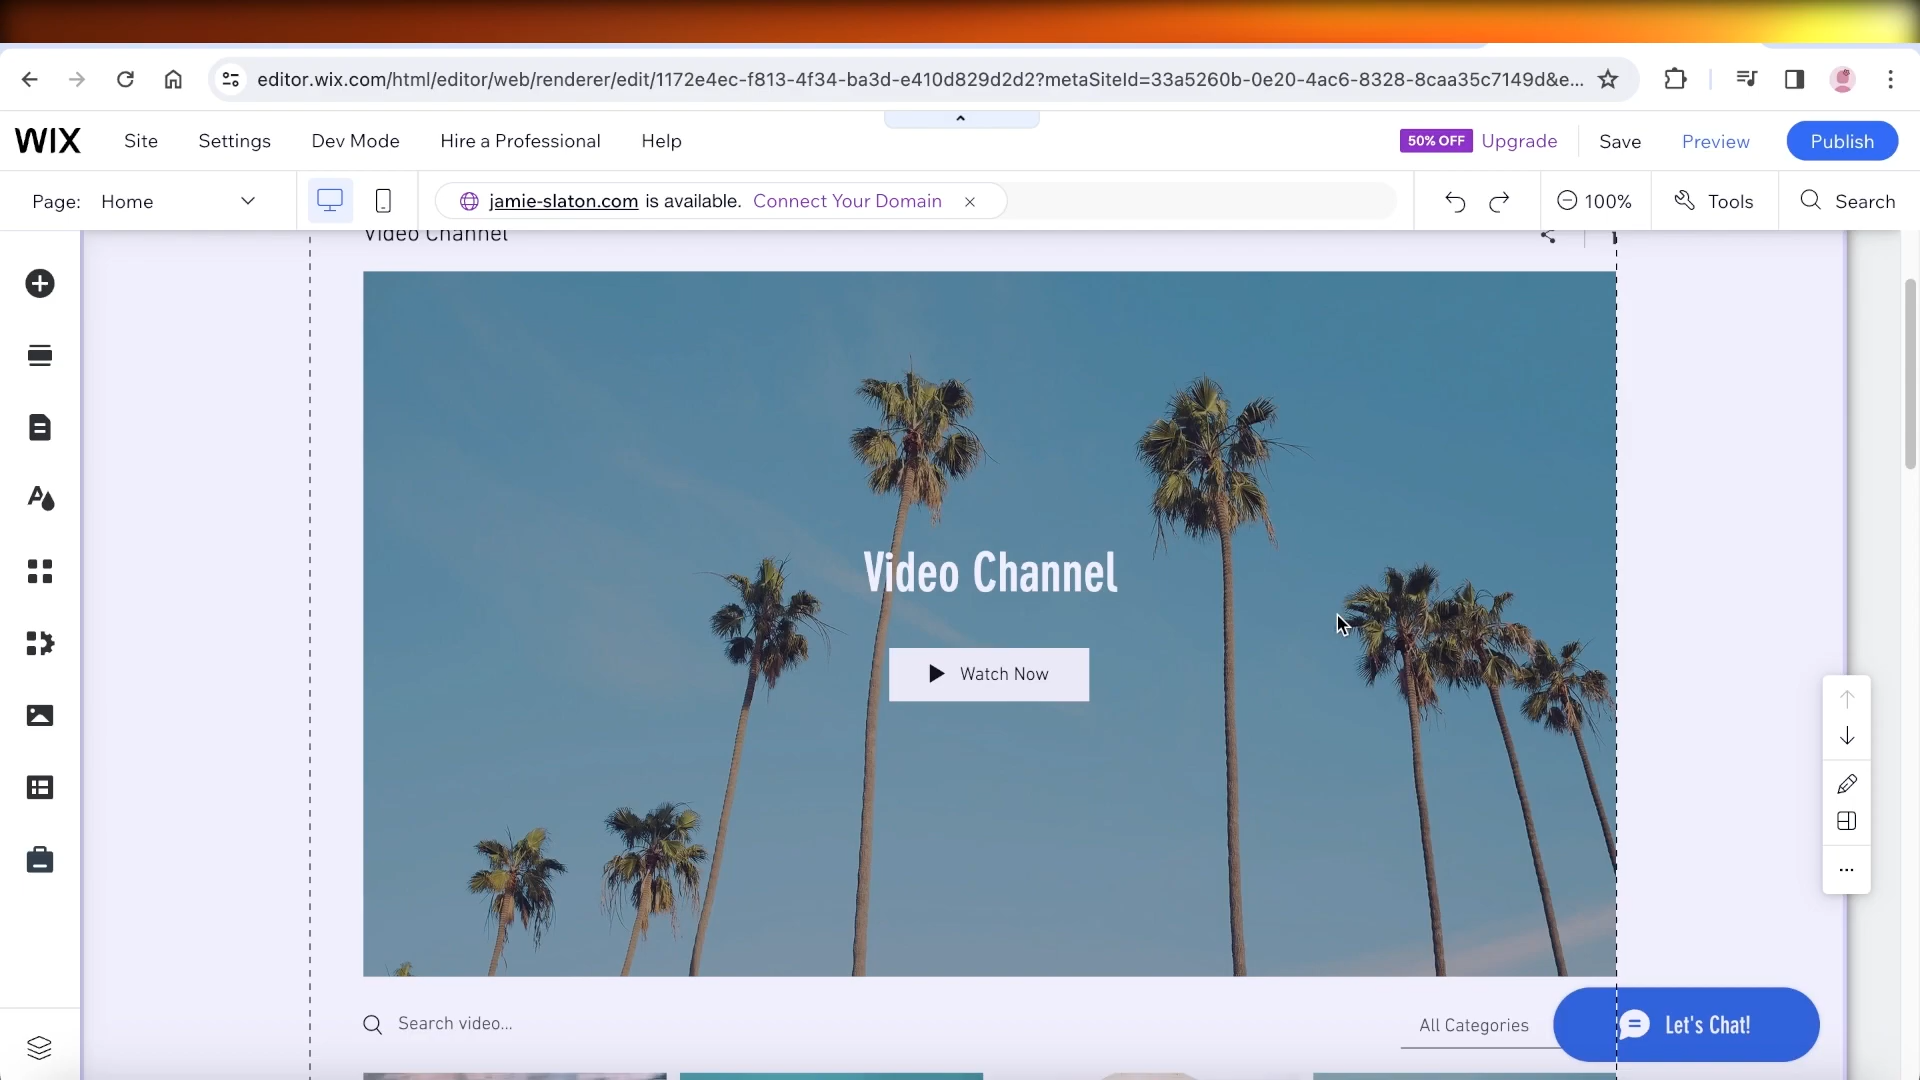 editor.wix.com/html/editor/web/renderer/edit/1172e4ec-f813-4f34-ba3d-e410d829d2d2?metaSiteId=33a5260b-0e20-4ac6-8328-8caa35c7149d&e...
WIX Site Settings Dev Mode Hire a Professional Help 50% OFF Upgrade Save Preview Publish
Page: Home jamie-slaton.com is available. Connect Your Domain 100% Tools Search
Video Channel
Video Channel
Watch Now
Search video...
All Categories
Let's Chat!